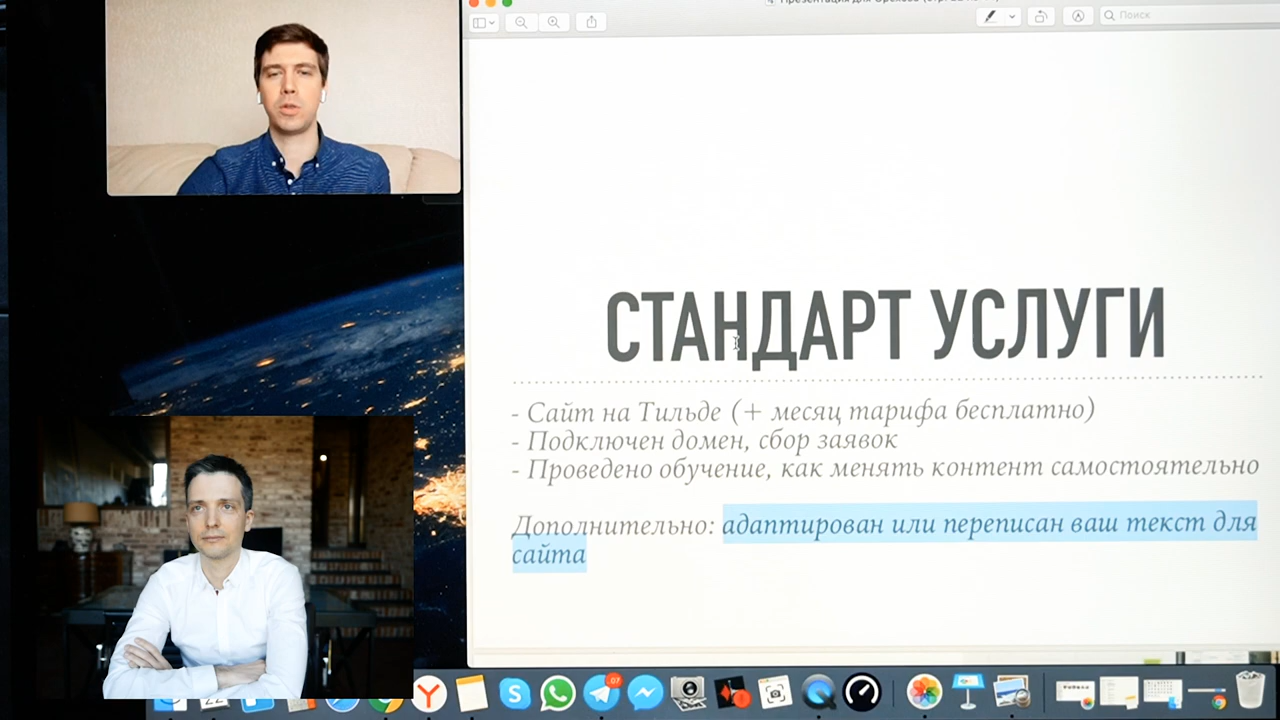 Поиск
СТАНДАРТ УСЛУГИ
- Сайт на Тильде (+ месяц тарифа бесплатно)
- Подключен домен, сбор заявок
- Проведено обучение, как менять контент самостоятельно
Дополнительно: адаптирован или переписан ваш текст для
сайта